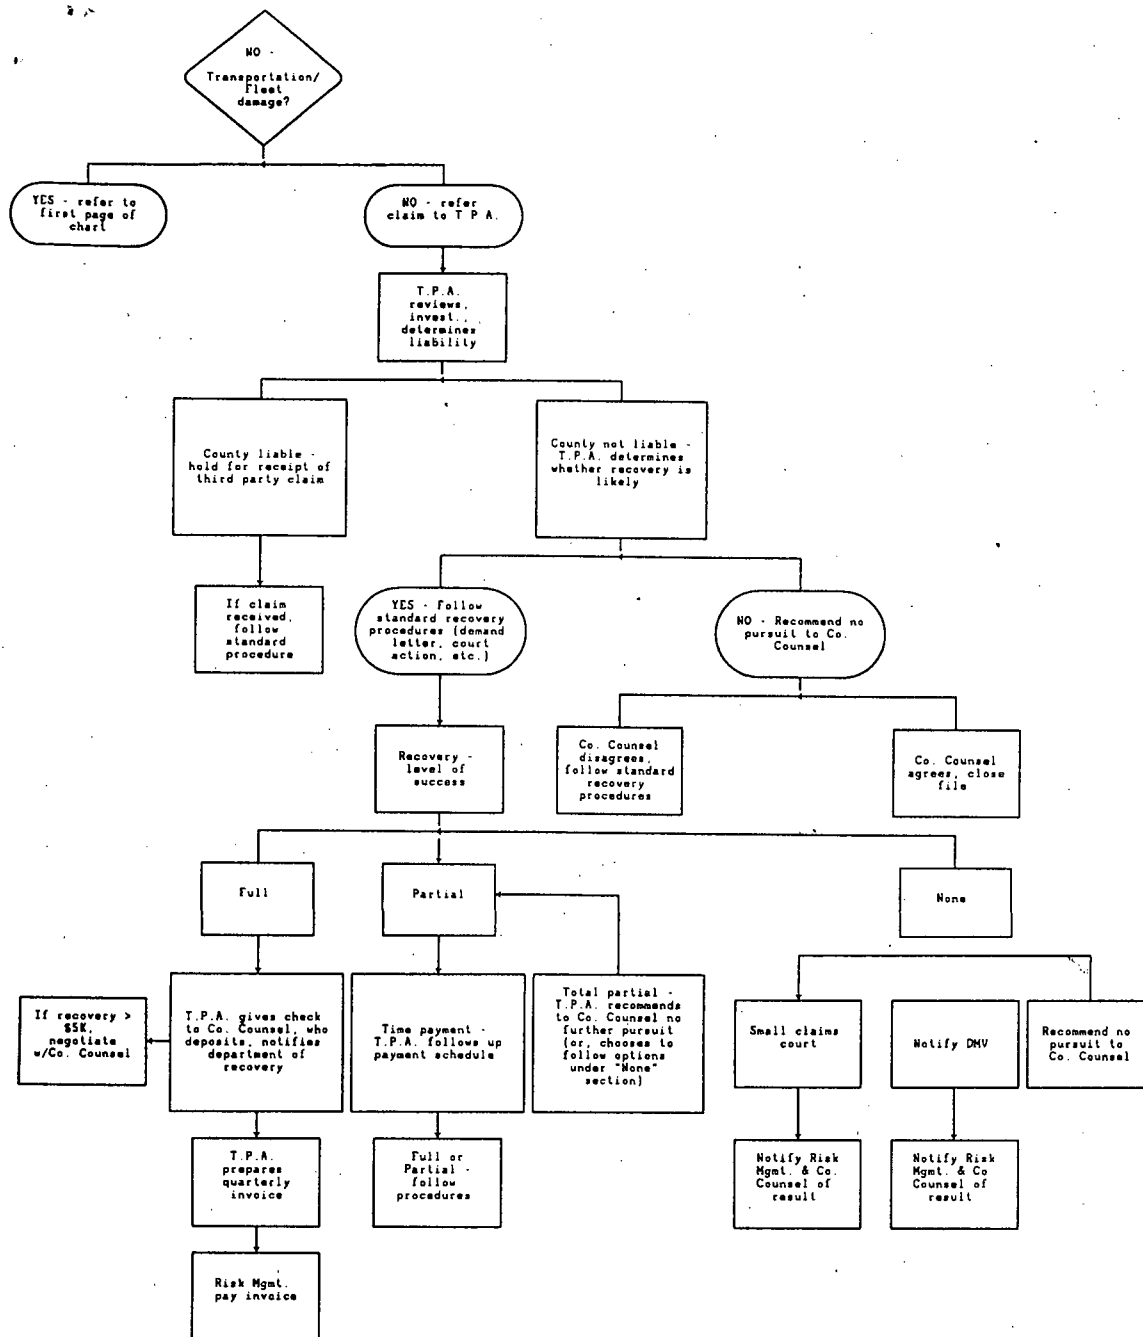 NO -
Transportation/
Fleet
damage?
YES - refer to
first page of
chart
NO - refer
claim to T P A.
T.P.A.
reviews,
invest.,
determines
liability
County liable -
hold for receipt of
third party claim
County not liable -
T.P.A. determines
whether recovery is
likely
If claim
received,
follow
standard
procedure
YES - Follow
standard recovery
procedures (demand
letter, court
action, etc.)
NO - Recommend no
pursuit to Co.
Counsel
Recovery -
level of
success
Co. Counsel
disagrees,
follow standard
recovery
procedures
Co. Counsel
agrees, close
file
Full
Partial
None
If recovery >
$5K,
negotiate
w/Co. Counsel
T.P.A. gives check
to Co. Counsel, who
deposits, notifies
department of
recovery
Time payment -
T.P.A. follows up
payment schedule
Total partial -
T.P.A. recommends
to Co. Counsel no
further pursuit
(or, chooses to
follow options
under "None"
section)
Small claims
court
Notify DMV
Recommend no
pursuit to
Co. Counsel
T.P.A.
prepares
quarterly
invoice
Full or
Partial -
follow
procedures
Notify Risk
Mgmt. & Co.
Counsel of
result
Notify Risk
Mgmt. & Co
Counsel of
result
Risk Mgmt.
pay invoice